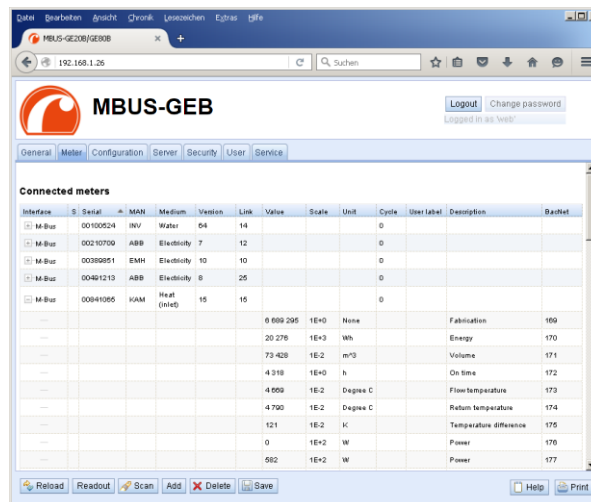 Datei Bearbeiten Ansicht Chronik Lesezeichen Extras Hilfe
MBUS-GE20B/GE80B × +
192.168.1.26 Suchen
MBUS-GEB
Logout Change password
Logged in as 'web'
General Meter Configuration Server Security User Service
Connected meters
Interface S Serial MAN Medium Version Link Value Scale Unit Cycle User label Description BacNet
M-Bus 00100524 INV Water 64 14 0
M-Bus 00210709 ABB Electricity 7 12 0
M-Bus 00389851 EMH Electricity 10 10 0
M-Bus 00491213 ABB Electricity 8 25 0
M-Bus 00841065 KAM Heat (inlet) 15 15 0
6 689 295 1E+0 None Fabrication 169
20 276 1E+3 Wh Energy 170
73 428 1E-2 m^3 Volume 171
4 318 1E+0 h On time 172
4 669 1E-2 Degree C Flow temperature 173
4 790 1E-2 Degree C Return temperature 174
121 1E-2 K Temperature difference 175
0 1E+2 W Power 176
582 1E+2 W Power 177
Reload Readout Scan Add Delete Save Help Print